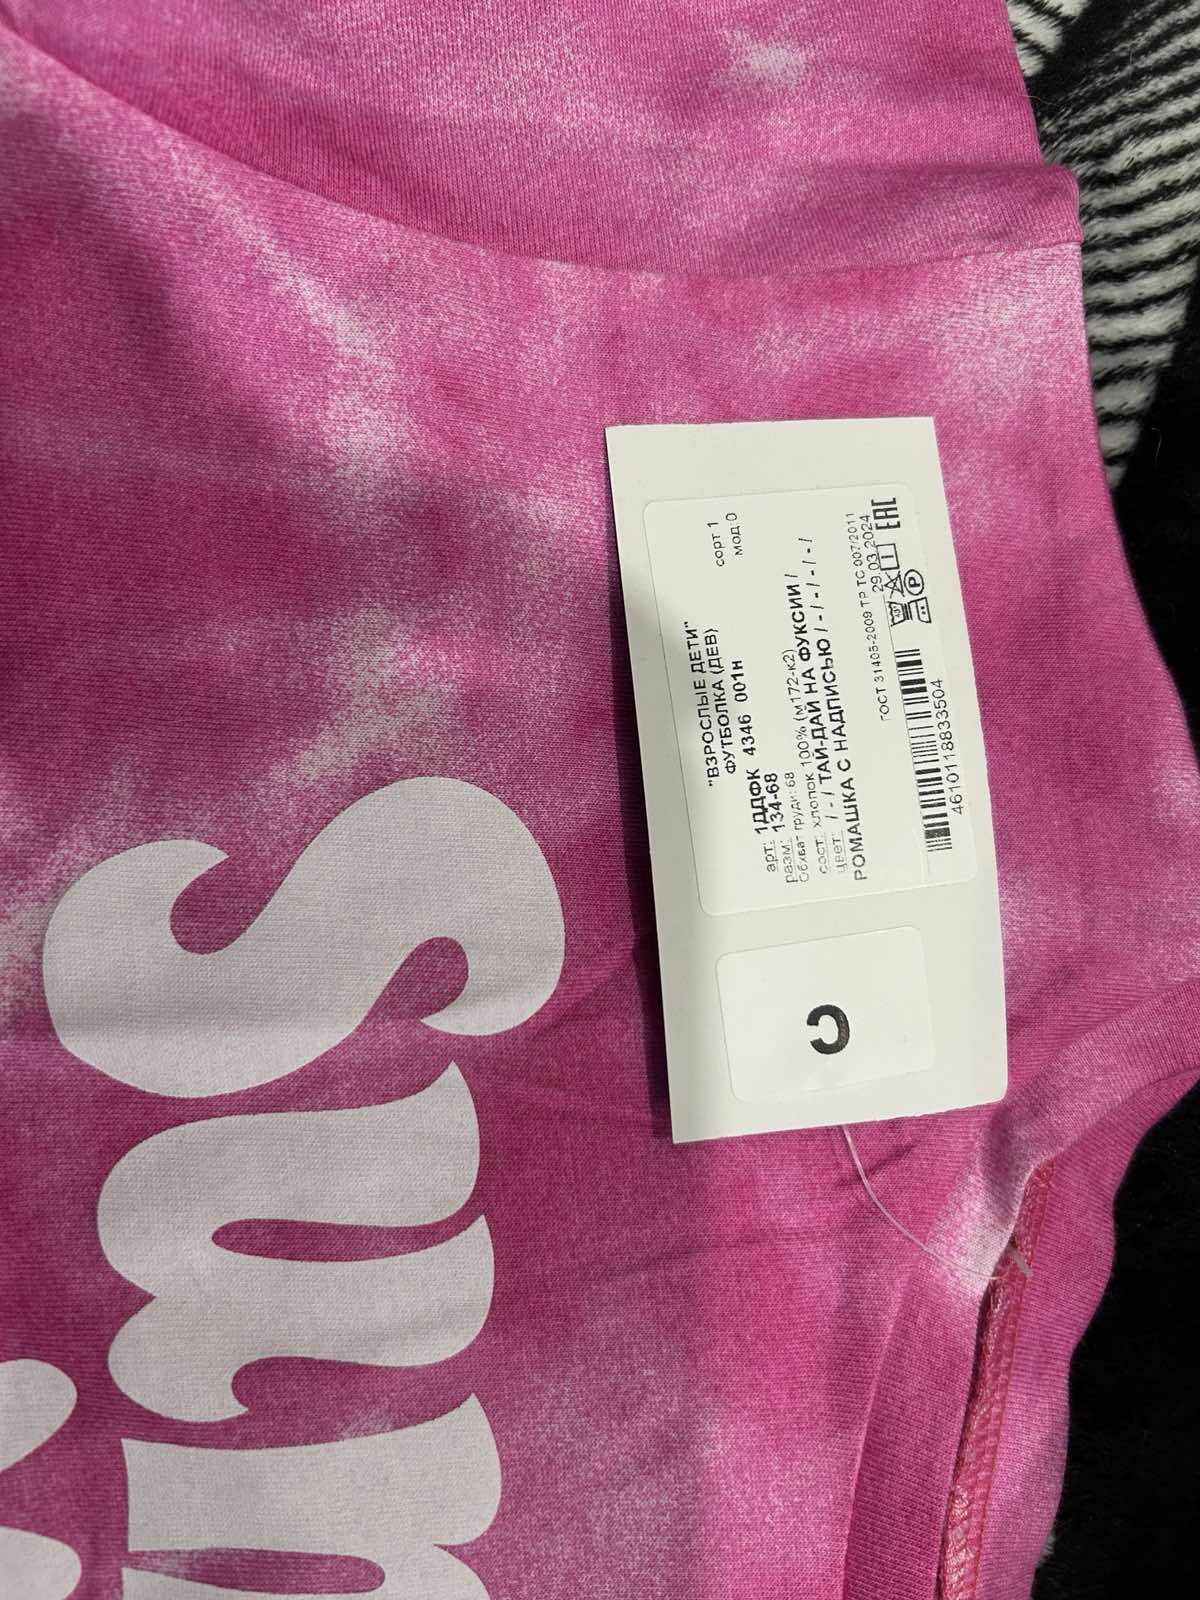 "ВЗРОСЛЫЕ ДЕТИ"
ФУТБОЛКА (ДЕВ)
сорт 1
мод:0
арт: 1ДДФК 4346 001н
разм: 134-68
Обхват груди: 68
сост: хлопок 100% (м172-к2)
цвет: / - / ТАЙ-ДАЙ НА ФУКСИИ /
РОМАШКА С НАДПИСЬЮ / - / - / - / - /
ГОСТ 31405-2009 ТР ТС 007/2011
29.03.2024
EAC
P
4610118833504
С
Sum